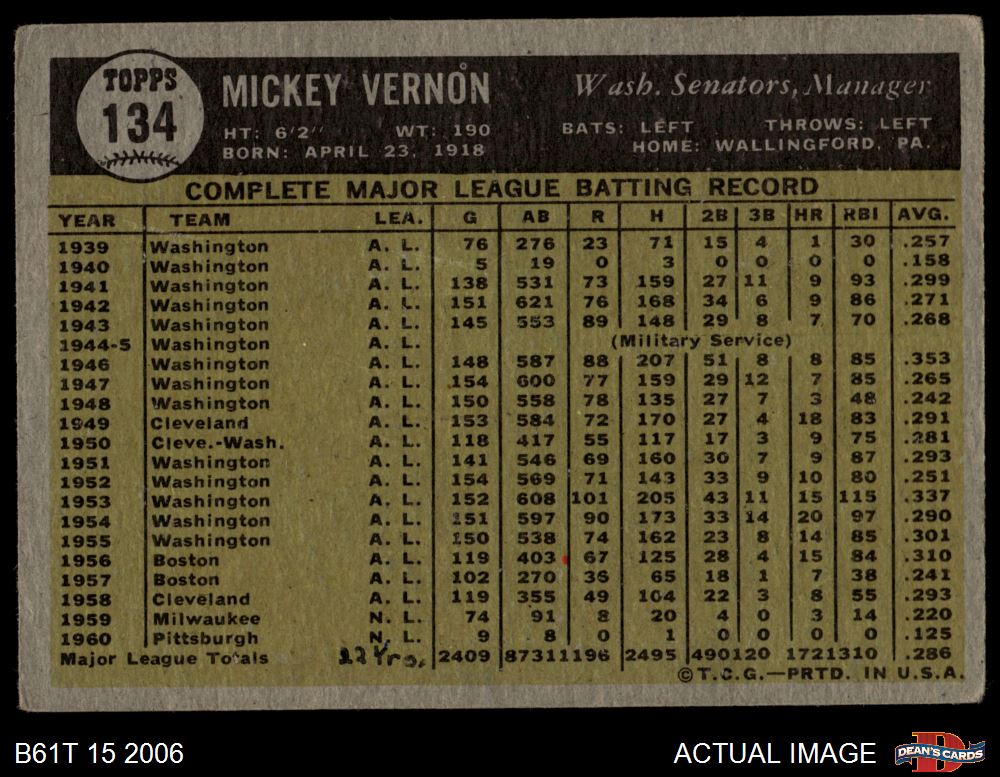 TOPPS
134
MICKEY VERNON
Wash. Senators, Manager
HT: 6'2" WT: 190 BATS: LEFT THROWS: LEFT
BORN: APRIL 23, 1918 HOME: WALLINGFORD, PA.
COMPLETE MAJOR LEAGUE BATTING RECORD
YEAR TEAM LEA. G AB R H 2B 3B HR RBI AVG.
1939 Washington A. L. 76 276 23 71 15 4 1 30 .257
1940 Washington A. L. 5 19 0 3 0 0 0 0 .158
1941 Washington A. L. 138 531 73 159 27 11 9 93 .299
1942 Washington A. L. 151 621 76 168 34 6 9 86 .271
1943 Washington A. L. 145 553 89 148 29 8 7 70 .268
1944-5 Washington A. L. (Military Service)
1946 Washington A. L. 148 587 88 207 51 8 8 85 .353
1947 Washington A. L. 154 600 77 159 29 12 7 85 .265
1948 Washington A. L. 150 558 78 135 27 7 3 48 .242
1949 Cleveland A. L. 153 584 72 170 27 4 18 83 .291
1950 Cleve.-Wash. A. L. 118 417 55 117 17 3 9 75 .281
1951 Washington A. L. 141 546 69 160 30 7 9 87 .293
1952 Washington A. L. 154 569 71 143 33 9 10 80 .251
1953 Washington A. L. 152 608 101 205 43 11 15 115 .337
1954 Washington A. L. 151 597 90 173 33 14 20 97 .290
1955 Washington A. L. 150 538 74 162 23 8 14 85 .301
1956 Boston A. L. 119 403 67 125 28 4 15 84 .310
1957 Boston A. L. 102 270 36 65 18 1 7 38 .241
1958 Cleveland A. L. 119 355 49 104 22 3 8 55 .293
1959 Milwaukee N. L. 74 91 8 20 4 0 3 14 .220
1960 Pittsburgh N. L. 9 8 0 1 0 0 0 0 .125
Major League Totals 22 Yrs. 2409 8731 1196 2495 490 120 172 1310 .286
© T.C.G.—PRTD. IN U.S.A.
B61T 15 2006 ACTUAL IMAGE DEAN'S CARDS